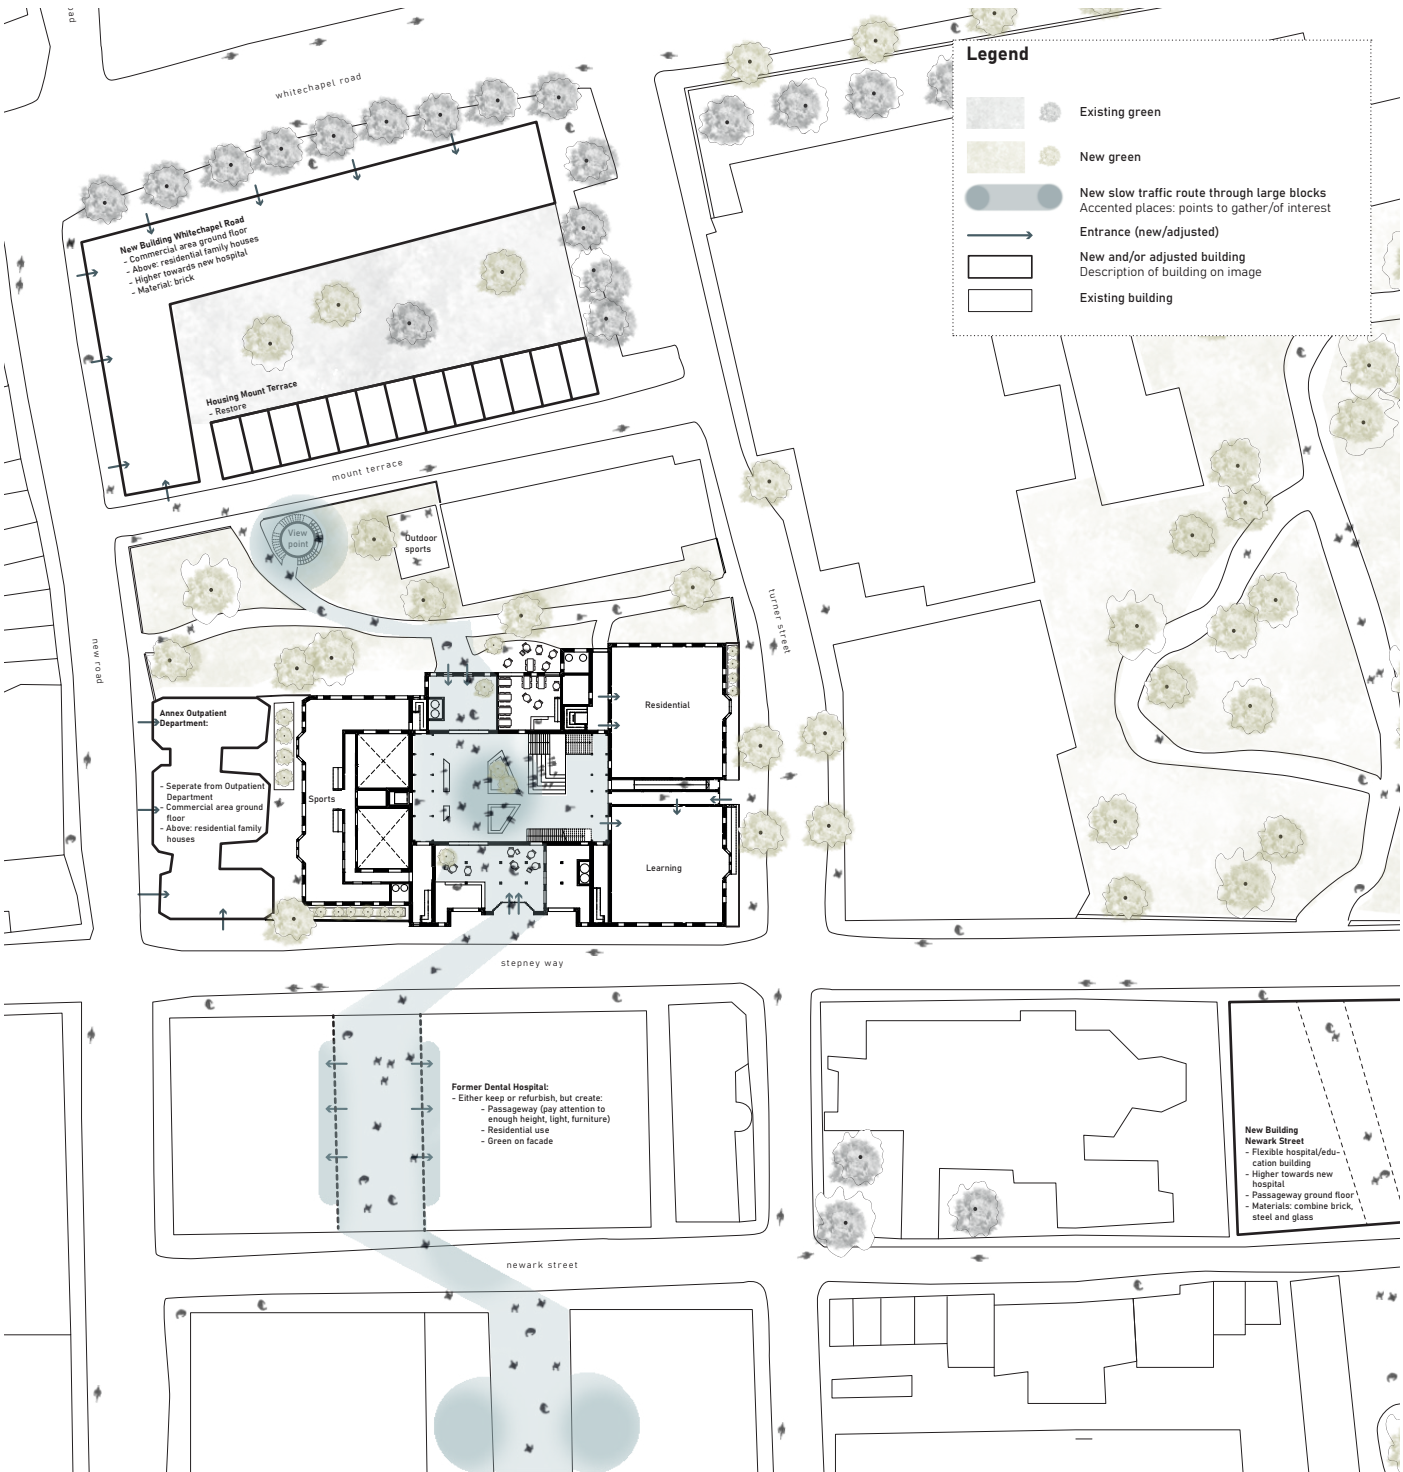 oad
whitechapel road
Legend
Existing green
New green
New slow traffic route through large blocks
Accented places: points to gather/of interest
Entrance (new/adjusted)
New and/or adjusted building
Description of building on image
Existing building
New Building Whitechapel Road
- Commercial area ground floor
- Above: residential family houses
- Higher towards new hospital
- Material: brick
Housing Mount Terrace
- Restore
mount terrace
View
point
Outdoor
sports
turner street
new road
Annex Outpatient
Department:
- Seperate from Outpatient
Department
- Commercial area ground
floor
- Above: residential family
houses
Sports
Residential
Learning
stepney way
Former Dental Hospital:
- Either keep or refurbish, but create:
- Passageway (pay attention to
enough height, light, furniture)
- Residential use
- Green on facade
New Building
Newark Street
- Flexible hospital/edu-
cation building
- Higher towards new
hospital
- Passageway ground floor
- Materials: combine brick,
steel and glass
newark street